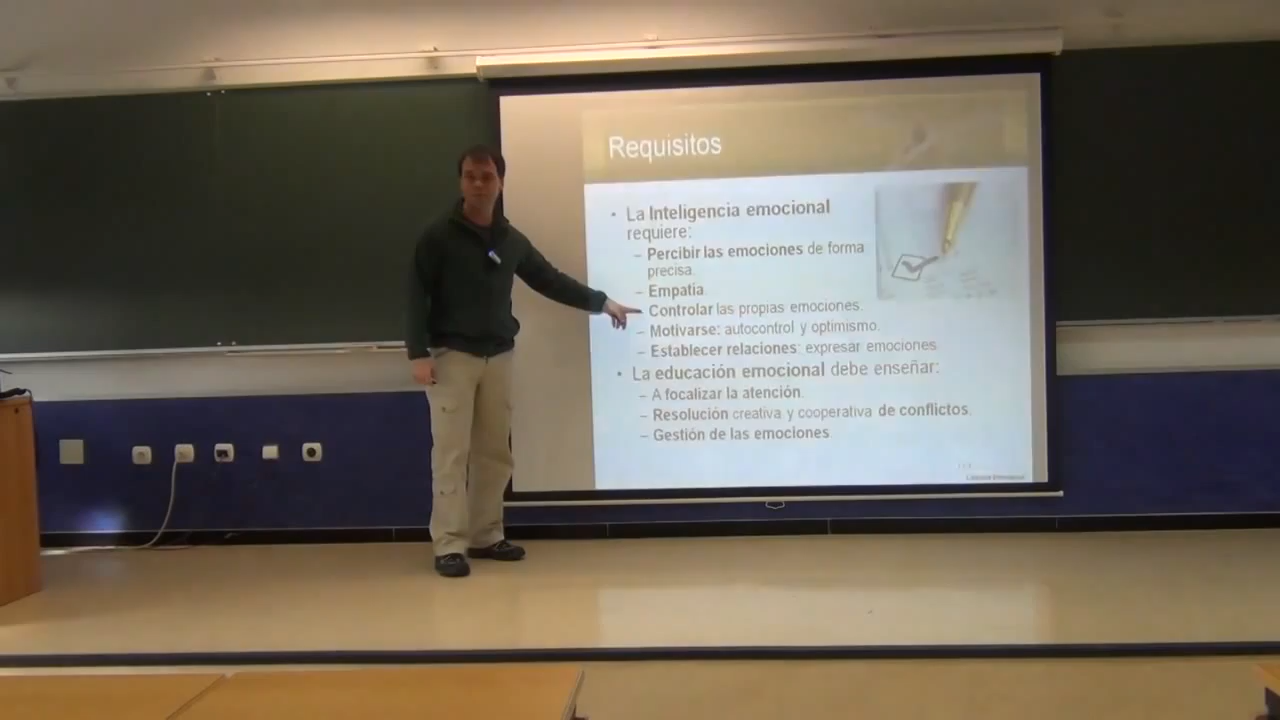 Requisitos
• La Inteligencia emocional
requiere:
– Percibir las emociones de forma
precisa.
– Empatía
– Controlar las propias emociones.
– Motivarse: autocontrol y optimismo.
– Establecer relaciones: expresar emociones.
• La educación emocional debe enseñar:
– A focalizar la atención.
– Resolución creativa y cooperativa de conflictos.
– Gestión de las emociones